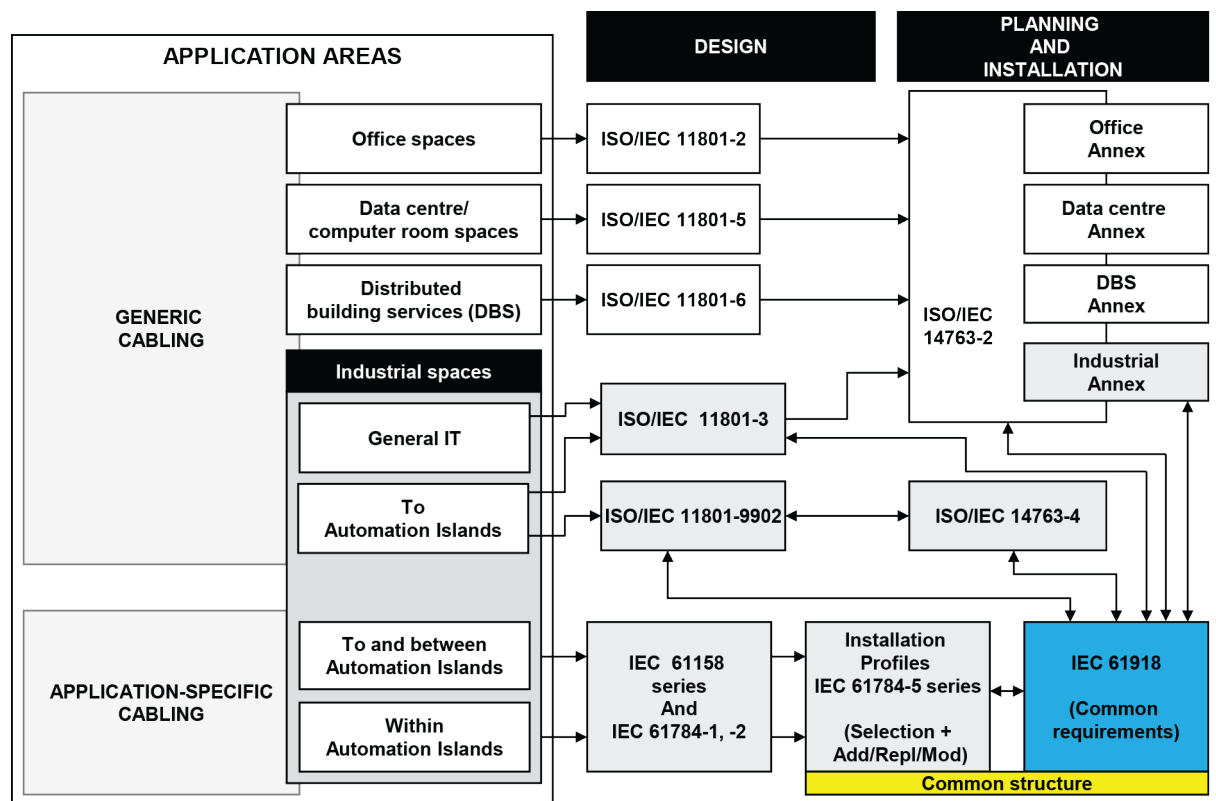 APPLICATION AREAS
DESIGN
PLANNING
AND
INSTALLATION
GENERIC
CABLING
Office spaces
ISO/IEC 11801-2
Office
Annex
Data centre/
computer room spaces
ISO/IEC 11801-5
Data centre
Annex
Distributed
building services (DBS)
ISO/IEC 11801-6
DBS
Annex
ISO/IEC
14763-2
Industrial spaces
Industrial
Annex
General IT
ISO/IEC  11801-3
To
Automation Islands
ISO/IEC 11801-9902
ISO/IEC 14763-4
APPLICATION-SPECIFIC
CABLING
To and between
Automation Islands
Within
Automation Islands
IEC  61158
series
And
IEC 61784-1, -2
Installation
Profiles
IEC 61784-5 series
(Selection +
Add/Repl/Mod)
IEC 61918
(Common
requirements)
Common structure